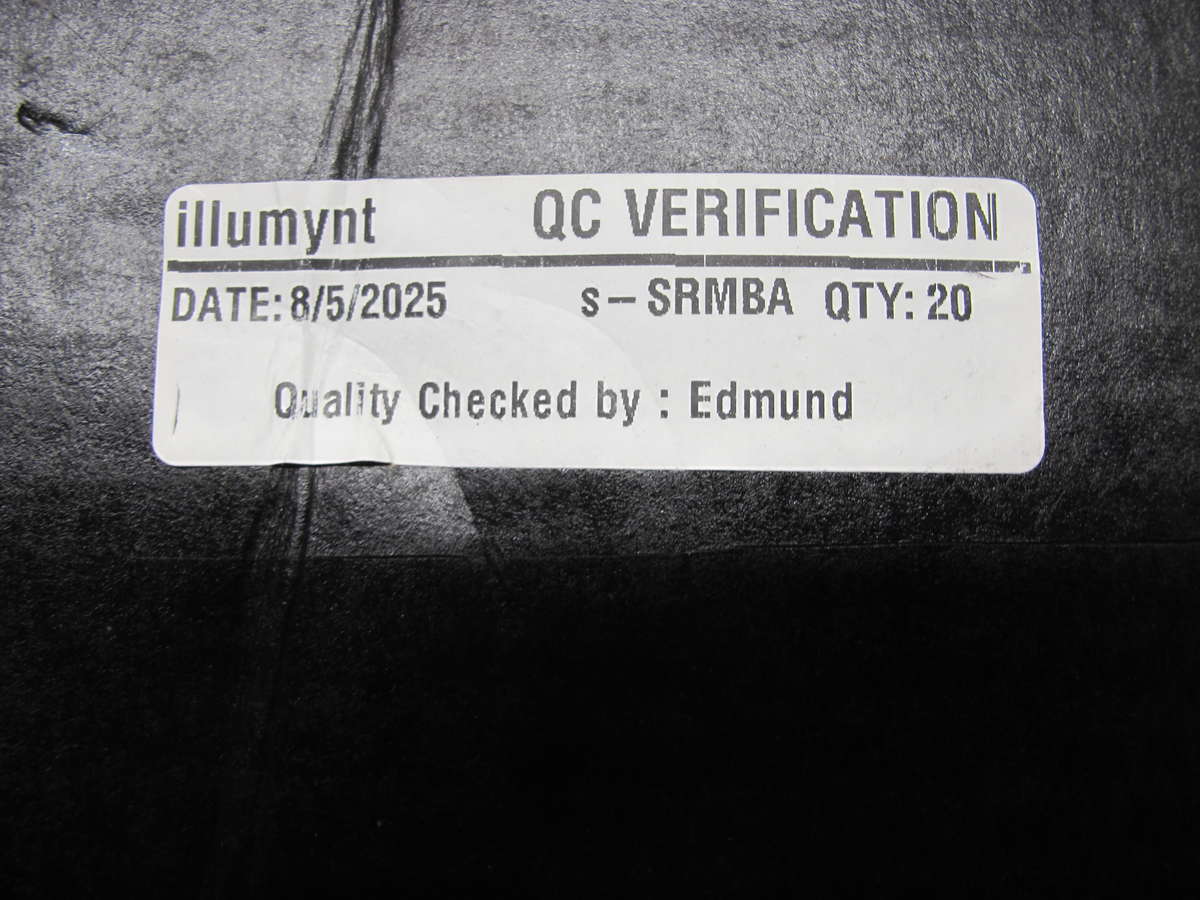 illumynt QC VERIFICATION
DATE: 8/5/2025 s-SRMBA QTY: 20
Quality Checked by : Edmund